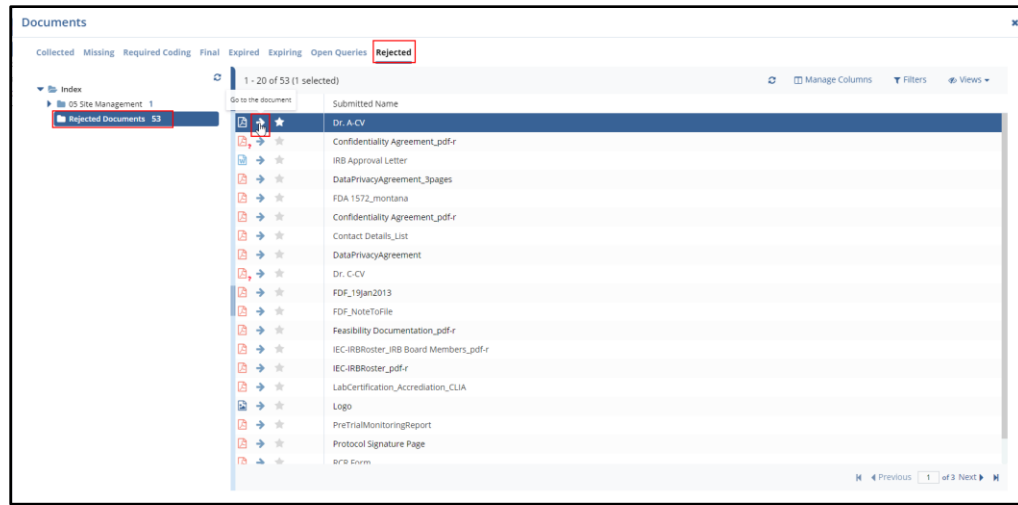 Documents
Collected Missing Required Coding Final Expired Expiring Open Queries Rejected
Index
05 Site Management 1
Rejected Documents 53
1 - 20 of 53 (1 selected) Manage Columns Filters Views
Go to the document
Submitted Name
Dr. A-CV
Confidentiality Agreement_pdf-r
IRB Approval Letter
DataPrivacyAgreement_3pages
FDA 1572_montana
Confidentiality Agreement_pdf-r
Contact Details_List
DataPrivacyAgreement
Dr. C-CV
FDF_19Jan2013
FDF_NoteToFile
Feasibility Documentation_pdf-r
IEC-IRBRoster_IRB Board Members_pdf-r
IEC-IRBRoster_pdf-r
LabCertification_Accrediation_CLIA
Logo
PreTrialMonitoringReport
Protocol Signature Page
PCR Form
Previous 1 of 3 Next